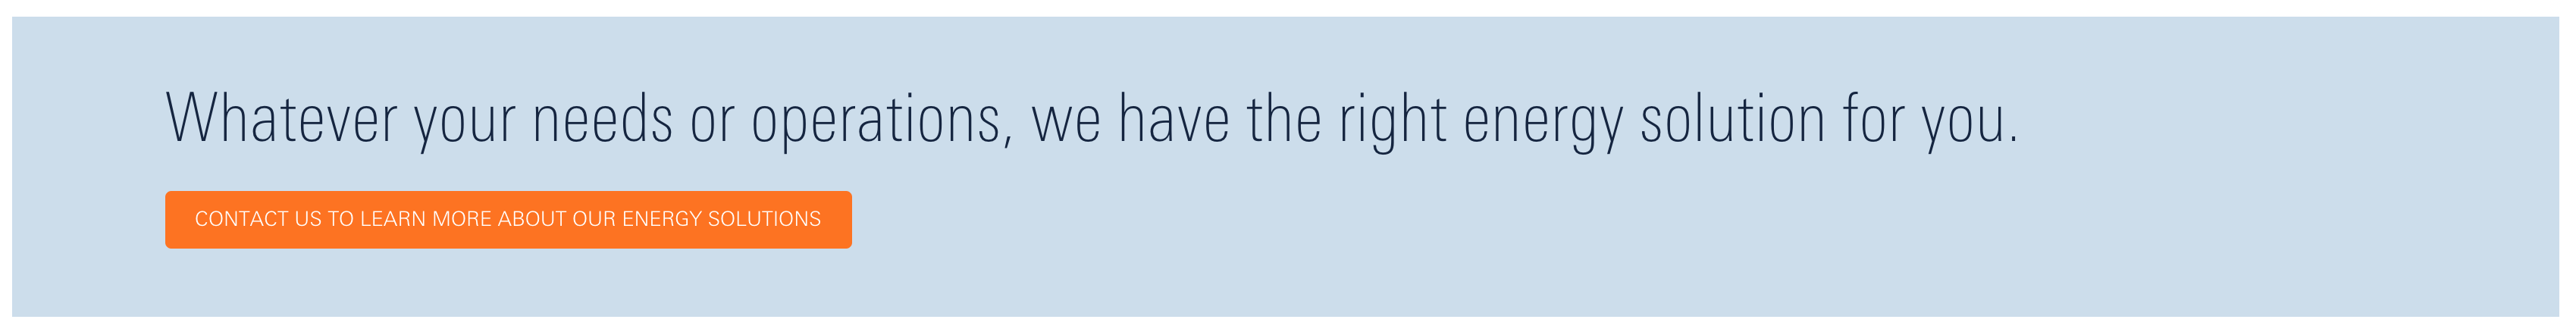 Whatever your needs or operations, we have the right energy solution for you.
CONTACT US TO LEARN MORE ABOUT OUR ENERGY SOLUTIONS